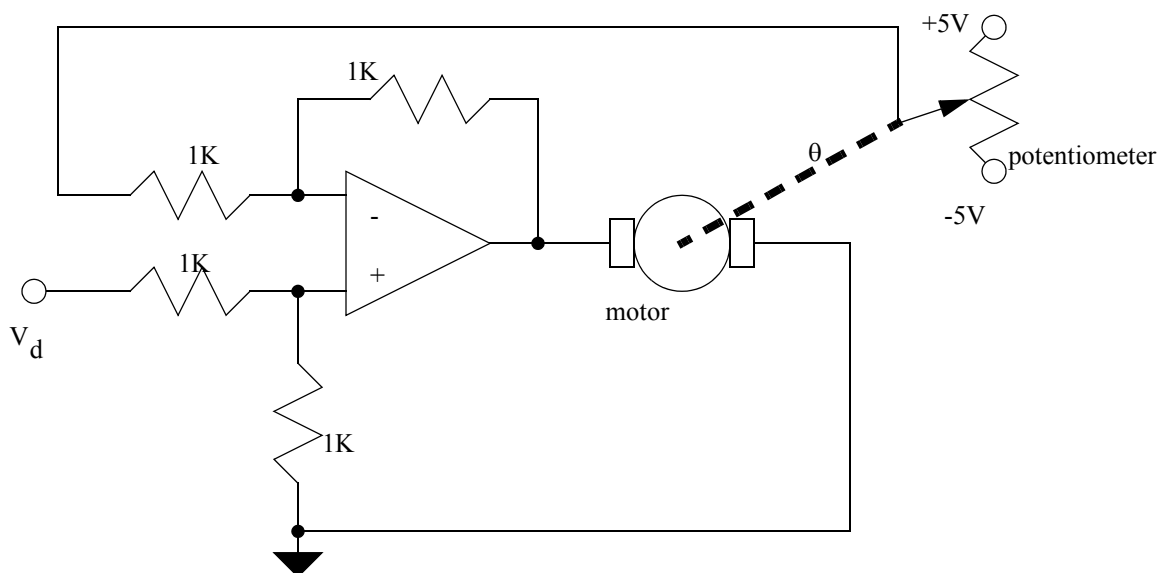 +5V
1K
1K
θ
potentiometer
-
-5V
1K
+
motor
V d
1K